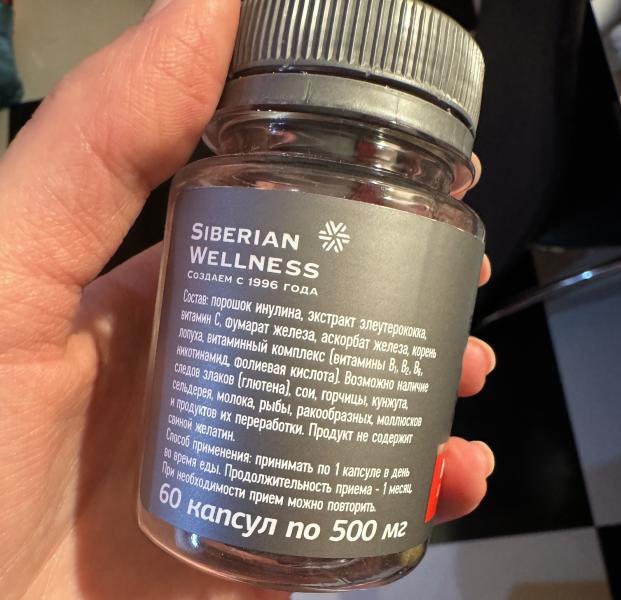 SIBERIAN
WELLNESS
СОЗДАЕМ С 1996 ГОДА
Состав: порошок инулина, экстракт элеутерококка,
витамин С, фумарат железа, аскорбат железа, корень
лопуха, витаминный комплекс (витамины B₁, B₂, B₆,
никотинамид, фолиевая кислота). Возможно наличие
следов злаков (глютена), сои, горчицы, кунжута,
сельдерея, молока, рыбы, ракообразных, моллюсков
и продуктов их переработки. Продукт не содержит
свиной желатин.
Способ применения: принимать по 1 капсуле в день
во время еды. Продолжительность приема - 1 месяц.
При необходимости прием можно повторить.
60 капсул по 500 мг